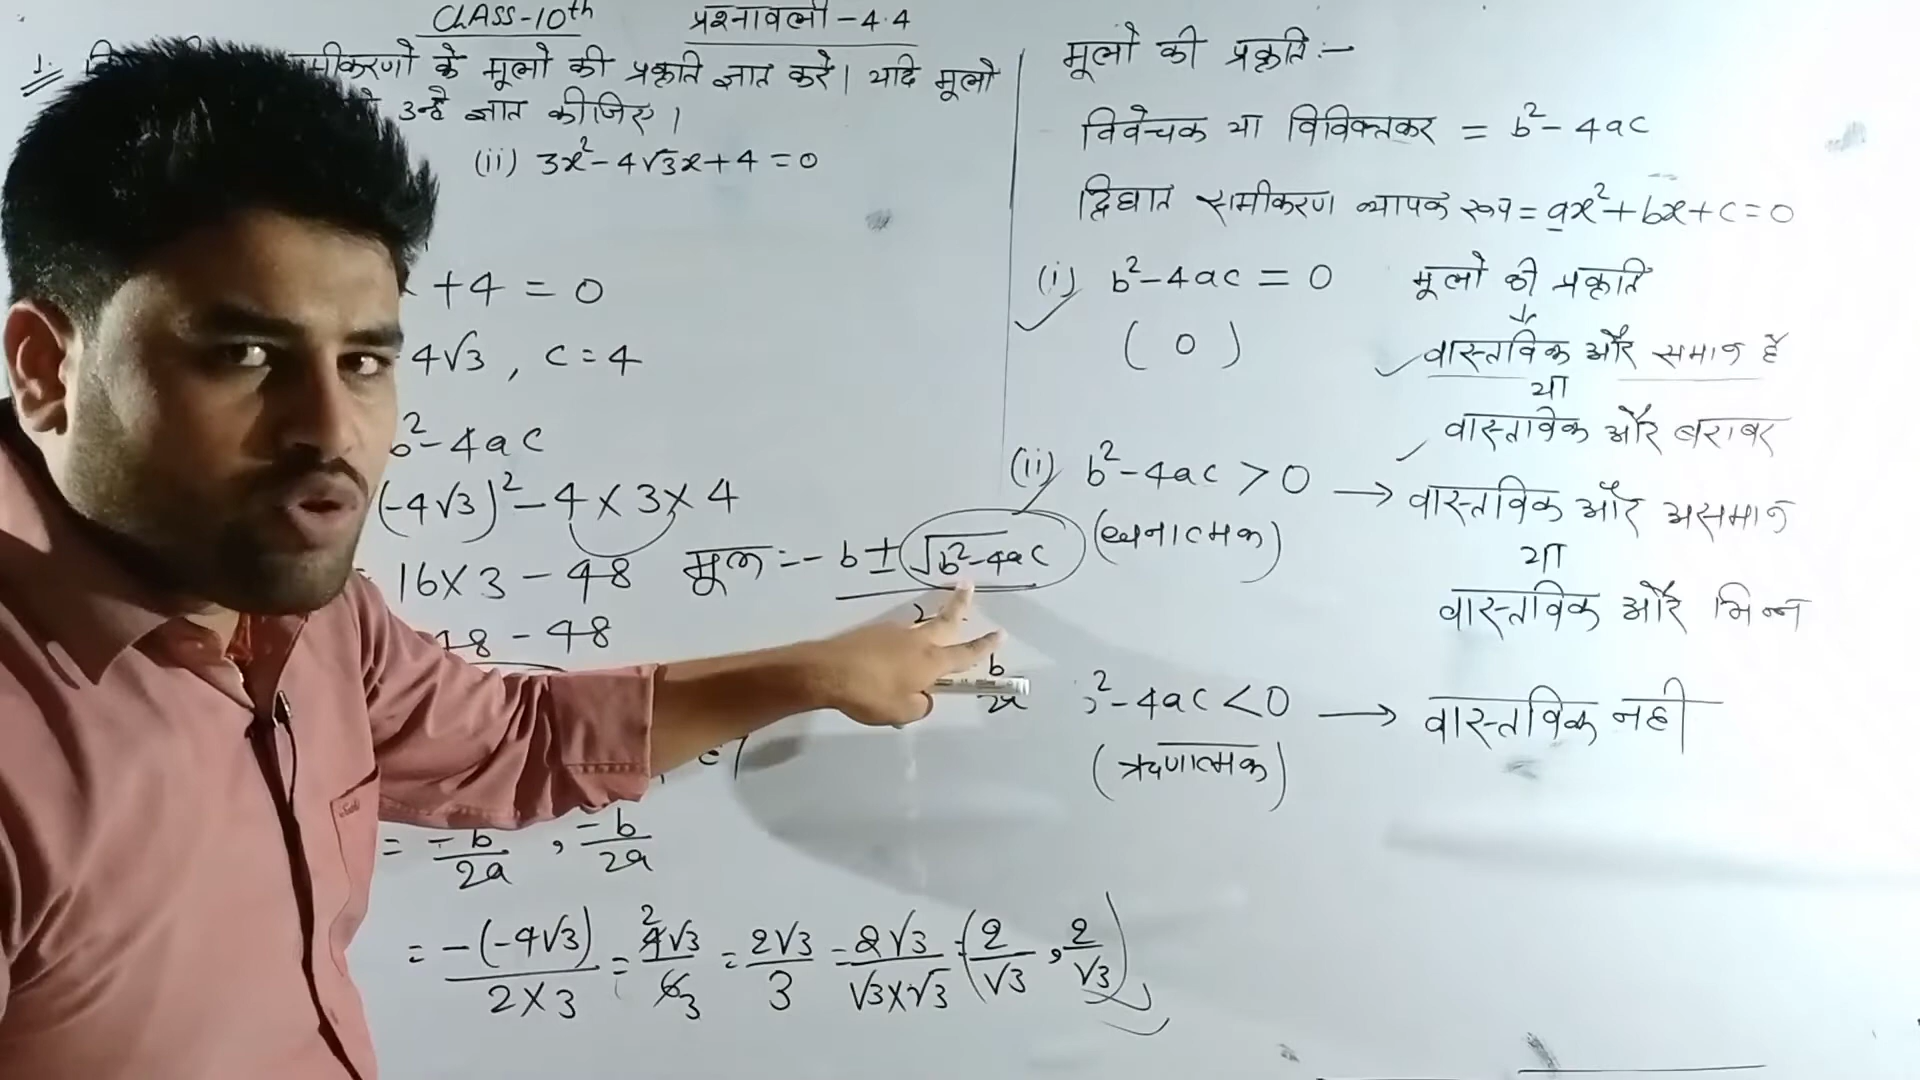 CLASS-10th प्रश्नावली-4.4
1.
समीकरणो के मूलो की प्रकृति ज्ञात करे। यदि मूलो
उन्हे ज्ञात कीजिए।
(ii) 3x²-4√3x+4=0
+4 = 0
4√3, c=4
b²-4ac
(-4√3)²-4×3×4
16×3-48
48-48
मूल=-b±√b²-4ac
2
b
2a
= -b/2a , -b/2a
= -(-4√3)/2×3 = 4√3/6 = 2√3/3 = 2√3/√3×√3 = (2/√3 , 2/√3)
मूलो की प्रकृति:-
विवेचक या विविक्तकर = b²-4ac
द्विघात समीकरण व्यापक रूप=ax²+bx+c=0
(i) b²-4ac=0 मूलो की प्रकृति
(0) वास्तविक और समान है
या
वास्तविक और बराबर
(ii) b²-4ac>0 → वास्तविक और असमान
(धनात्मक) या
वास्तविक और भिन्न
²-4ac<0 → वास्तविक नही
(ऋणात्मक)